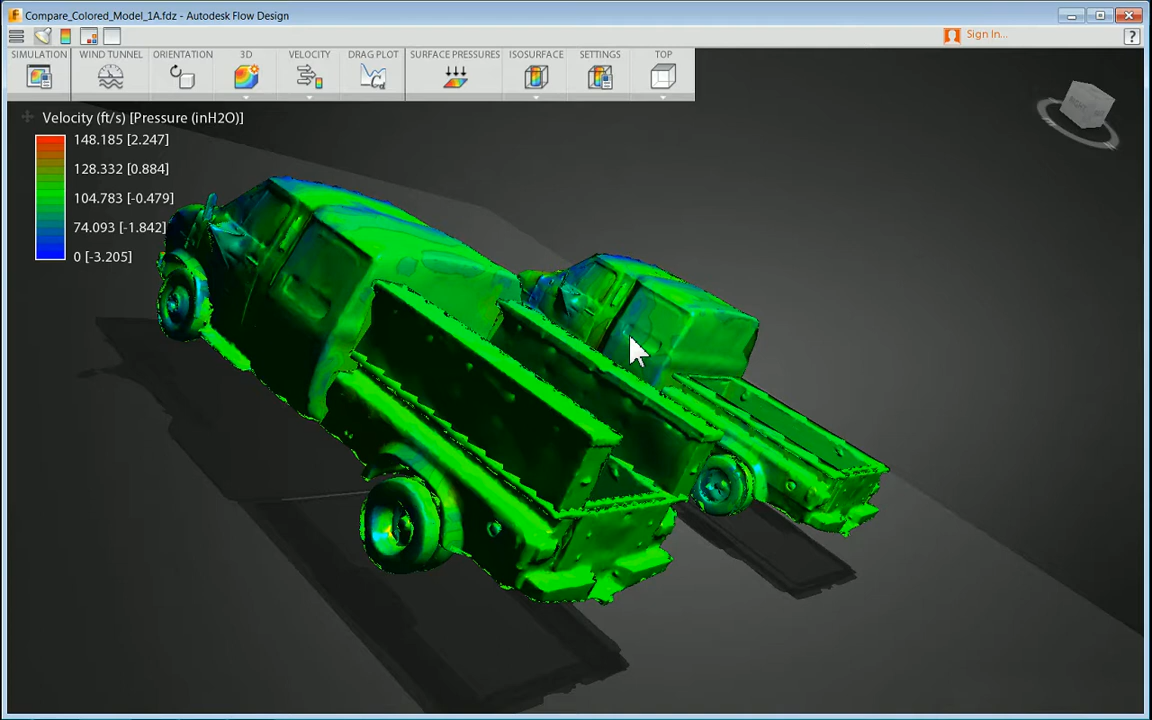 Compare_Colored_Model_1A.fdz - Autodesk Flow Design
Sign In...
?
SIMULATION WIND TUNNEL ORIENTATION 3D VELOCITY DRAG PLOT SURFACE PRESSURES ISOSURFACE SETTINGS TOP
Velocity (ft/s) [Pressure (inH2O)]
148.185 [2.247]
128.332 [0.884]
104.783 [-0.479]
74.093 [-1.842]
0 [-3.205]